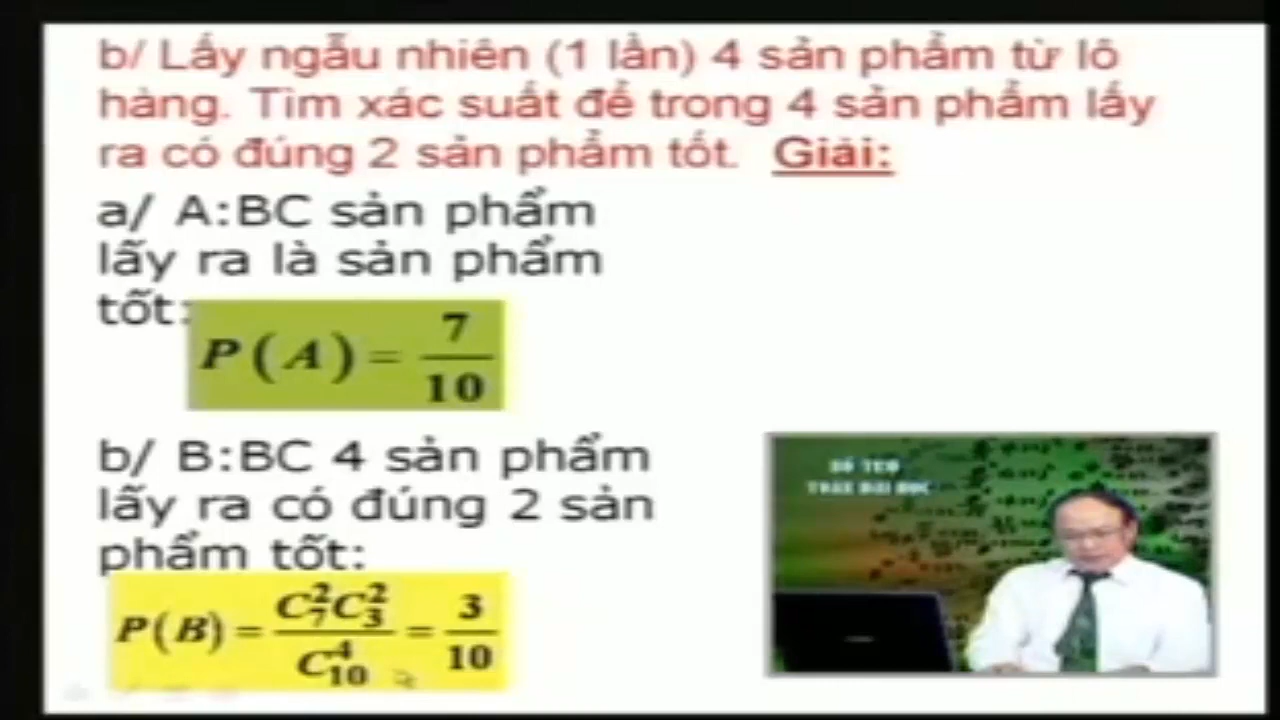 b/ Lấy ngẫu nhiên (1 lần) 4 sản phẩm từ lô
hàng. Tìm xác suất để trong 4 sản phẩm lấy
ra có đúng 2 sản phẩm tốt. Giải:
a/ A:BC sản phẩm
lấy ra là sản phẩm
tốt:
P(A) = 7/10
b/ B:BC 4 sản phẩm
lấy ra có đúng 2 sản
phẩm tốt:
P(B) = C_7^2 C_3^2 / C_10^4 = 3/10